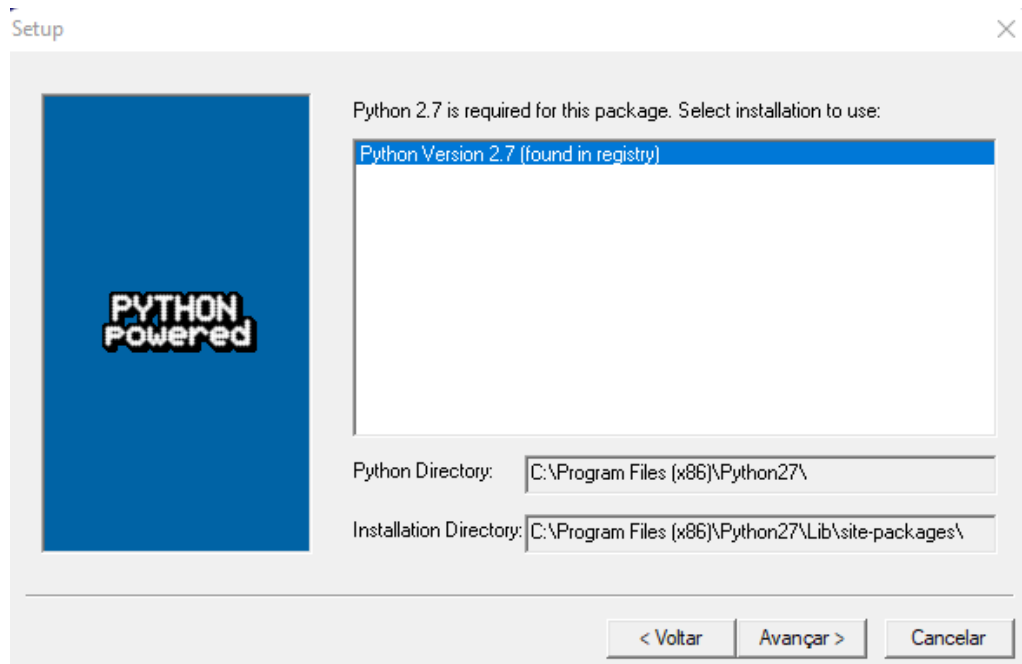 Setup
Python 2.7 is required for this package. Select installation to use:
Python Version 2.7 (found in registry)
PYTHON
Powered
Python Directory: C:\Program Files (x86)\Python27\
Installation Directory: C:\Program Files (x86)\Python27\Lib\site-packages\
< Voltar Avançar > Cancelar